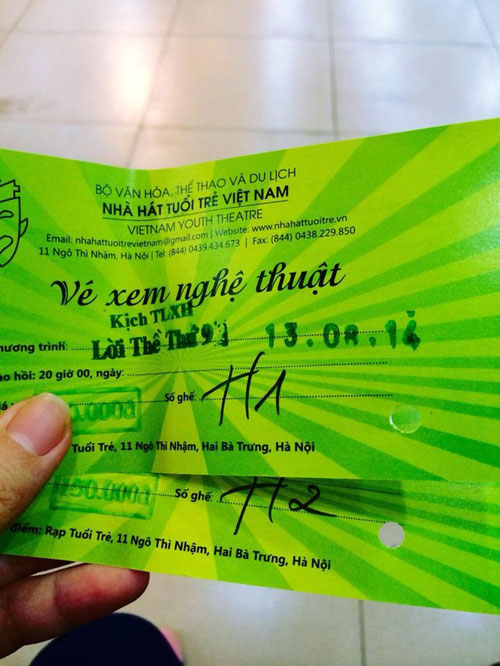 BỘ VĂN HÓA, THỂ THAO VÀ DU LỊCH
NHÀ HÁT TUỔI TRẺ VIỆT NAM
VIETNAM YOUTH THEATRE
Email: nhahattuoitrevietnam@gmail.com | Website: www.nhahattuoitre.vn
11 Ngô Thì Nhậm, Hà Nội | Tel: (844) 0439.434.673 | Fax: (844) 0438.229.850
Vé xem nghệ thuật
Kịch TLXH
hương trình: Lời Thề Thứ 9 13.08.14
ào hồi: 20 giờ 00, ngày:
Số ghế: H1
Tuổi Trẻ, 11 Ngô Thì Nhậm, Hai Bà Trưng, Hà Nội
Số ghế: H2
điểm: Rạp Tuổi Trẻ, 11 Ngô Thì Nhậm, Hai Bà Trưng, Hà Nội